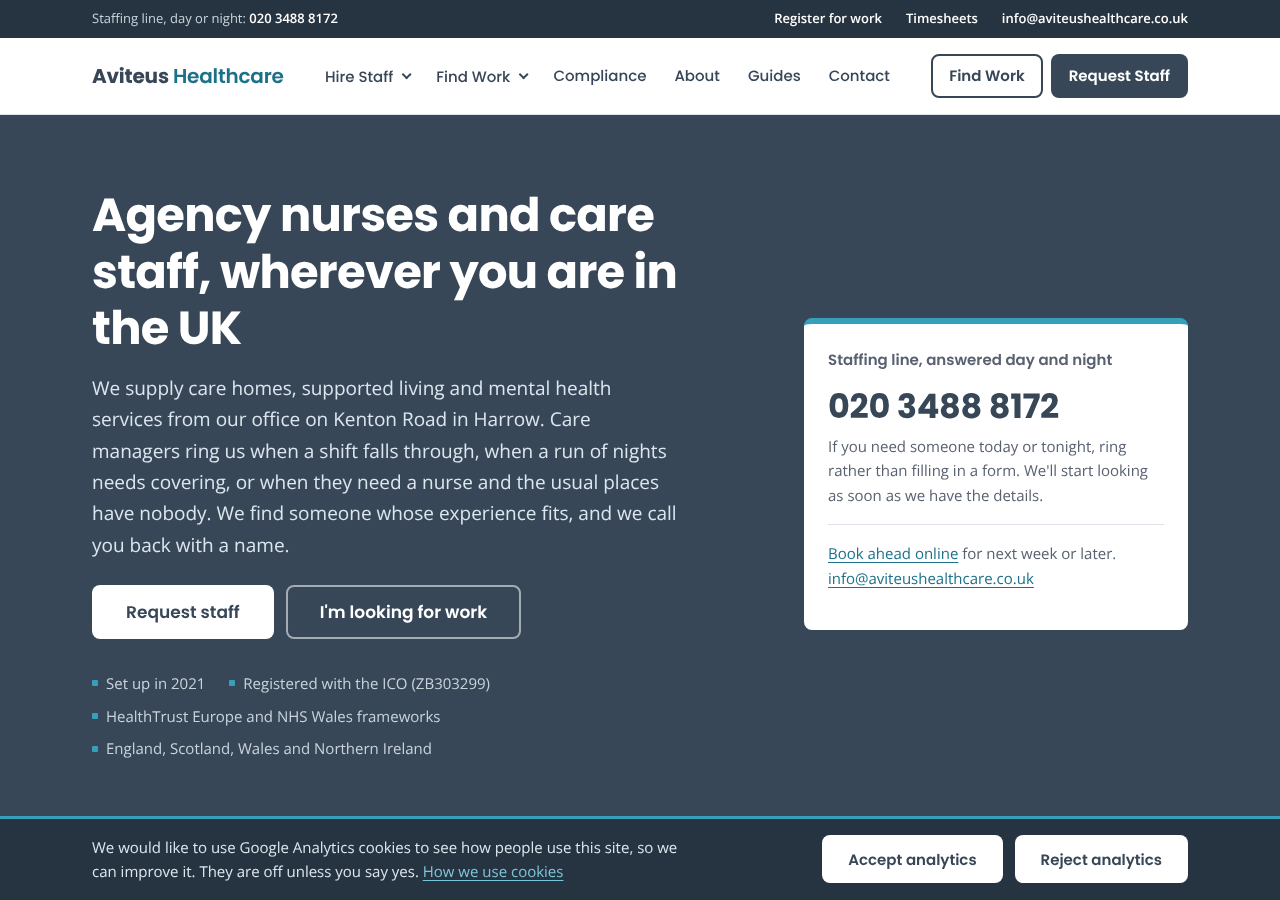 Staffing line, day or night: 020 3488 8172
Register for work
Timesheets
info@aviteushealthcare.co.uk
Aviteus Healthcare
Hire Staff
Find Work
Compliance
About
Guides
Contact
Find Work
Request Staff
Agency nurses and care
staff, wherever you are in
the UK
We supply care homes, supported living and mental health
services from our office on Kenton Road in Harrow. Care
managers ring us when a shift falls through, when a run of nights
needs covering, or when they need a nurse and the usual places
have nobody. We find someone whose experience fits, and we call
you back with a name.
Request staff
I'm looking for work
Set up in 2021
Registered with the ICO (ZB303299)
HealthTrust Europe and NHS Wales frameworks
England, Scotland, Wales and Northern Ireland
Staffing line, answered day and night
020 3488 8172
If you need someone today or tonight, ring
rather than filling in a form. We'll start looking
as soon as we have the details.
Book ahead online for next week or later.
info@aviteushealthcare.co.uk
We would like to use Google Analytics cookies to see how people use this site, so we
can improve it. They are off unless you say yes. How we use cookies
Accept analytics
Reject analytics